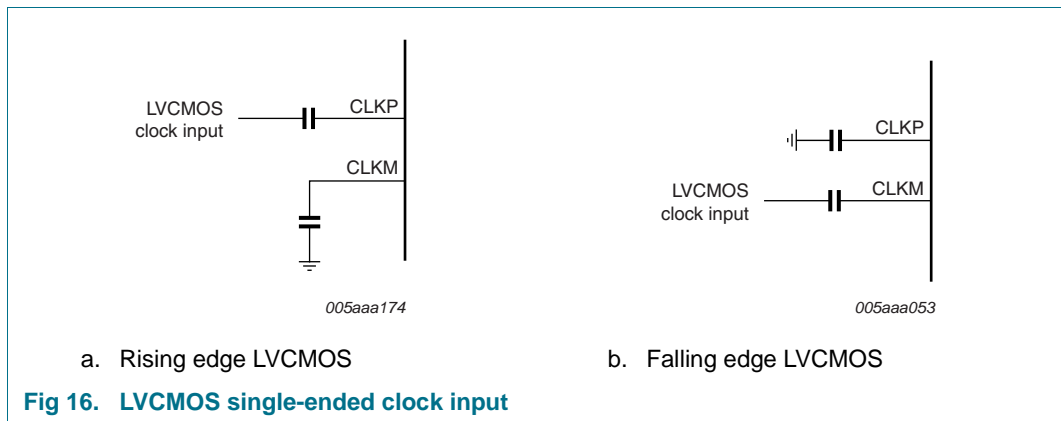 LVCMOS
clock input
CLKP
CLKM
005aaa174
a. Rising edge LVCMOS
CLKP
LVCMOS
clock input
CLKM
005aaa053
b. Falling edge LVCMOS
Fig 16. LVCMOS single-ended clock input